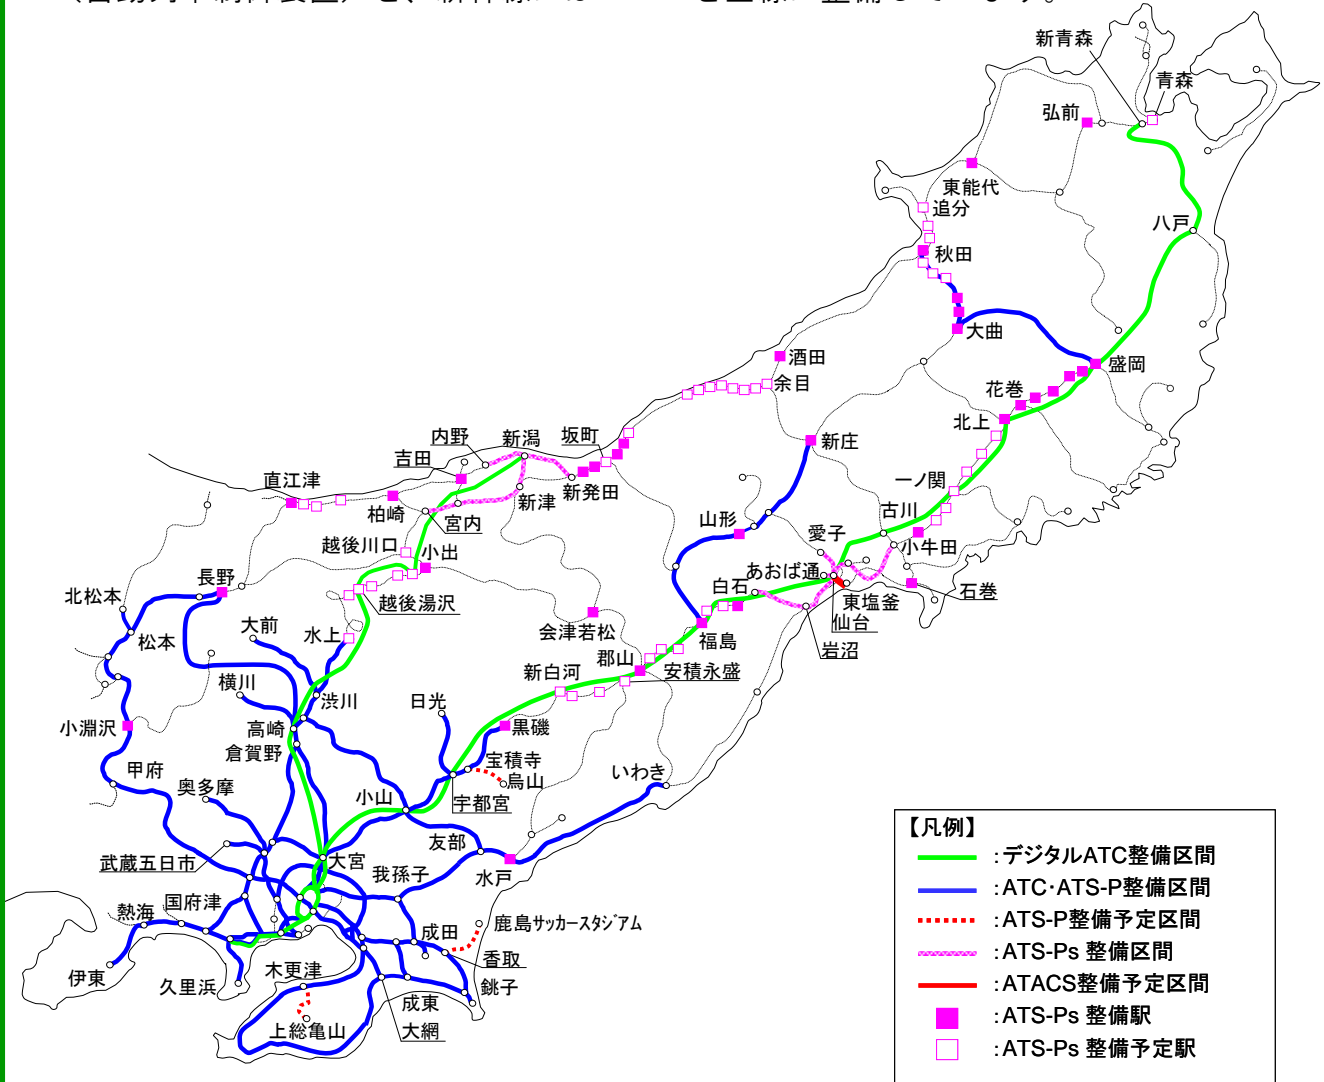 新青森
青森
弘前
東能代
追分
八戸
秋田
大曲
酒田
盛岡
余目
花巻
北上
内野
新潟
坂町
新庄
吉田
直江津
一ノ関
新発田
新津
柏崎
宮内
古川
山形
愛子
小牛田
越後川口
小出
あおば通
長野
白石
石巻
北松本
越後湯沢
東塩釜
仙台
大前
水上
会津若松
福島
松本
岩沼
郡山
横川
新白河
安積永盛
渋川
日光
小淵沢
高崎
黒磯
倉賀野
宝積寺
甲府
いわき
奥多摩
烏山
小山
宇都宮
友部
武蔵五日市
大宮
我孫子
水戸
国府津
熱海
成田
鹿島サッカースタジアム
香取
木更津
伊東
久里浜
銚子
成東
上総亀山
大網
【凡例】
:デジタルATC整備区間
:ATC・ATS-P整備区間
:ATS-P整備予定区間
:ATS-Ps 整備区間
:ATACS整備予定区間
:ATS-Ps 整備駅
:ATS-Ps 整備予定駅